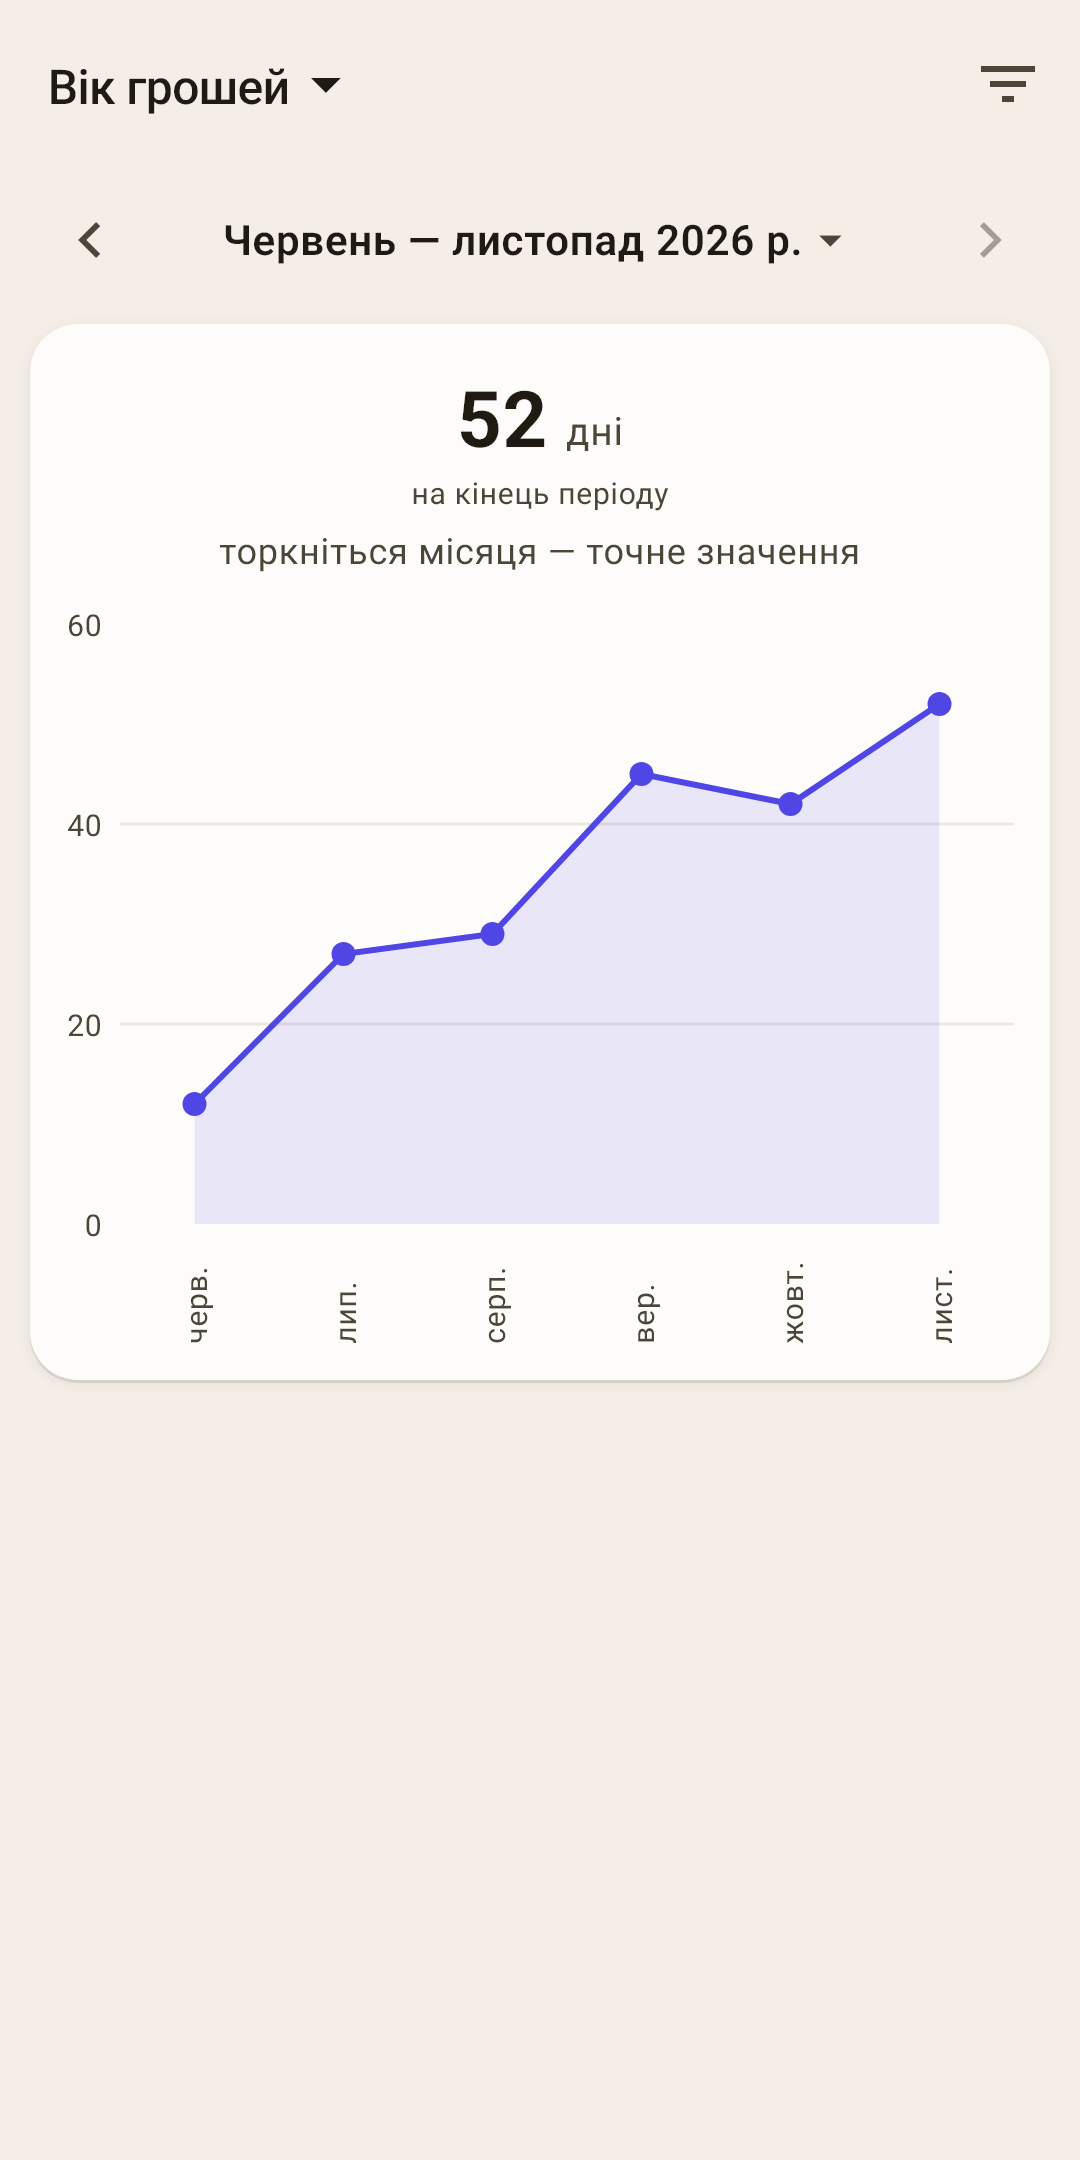 Вік грошей
Червень — листопад 2026 р.
52 дні
на кінець періоду
торкніться місяця — точне значення
60
40
20
0
черв.
лип.
серп.
вер.
жовт.
лист.